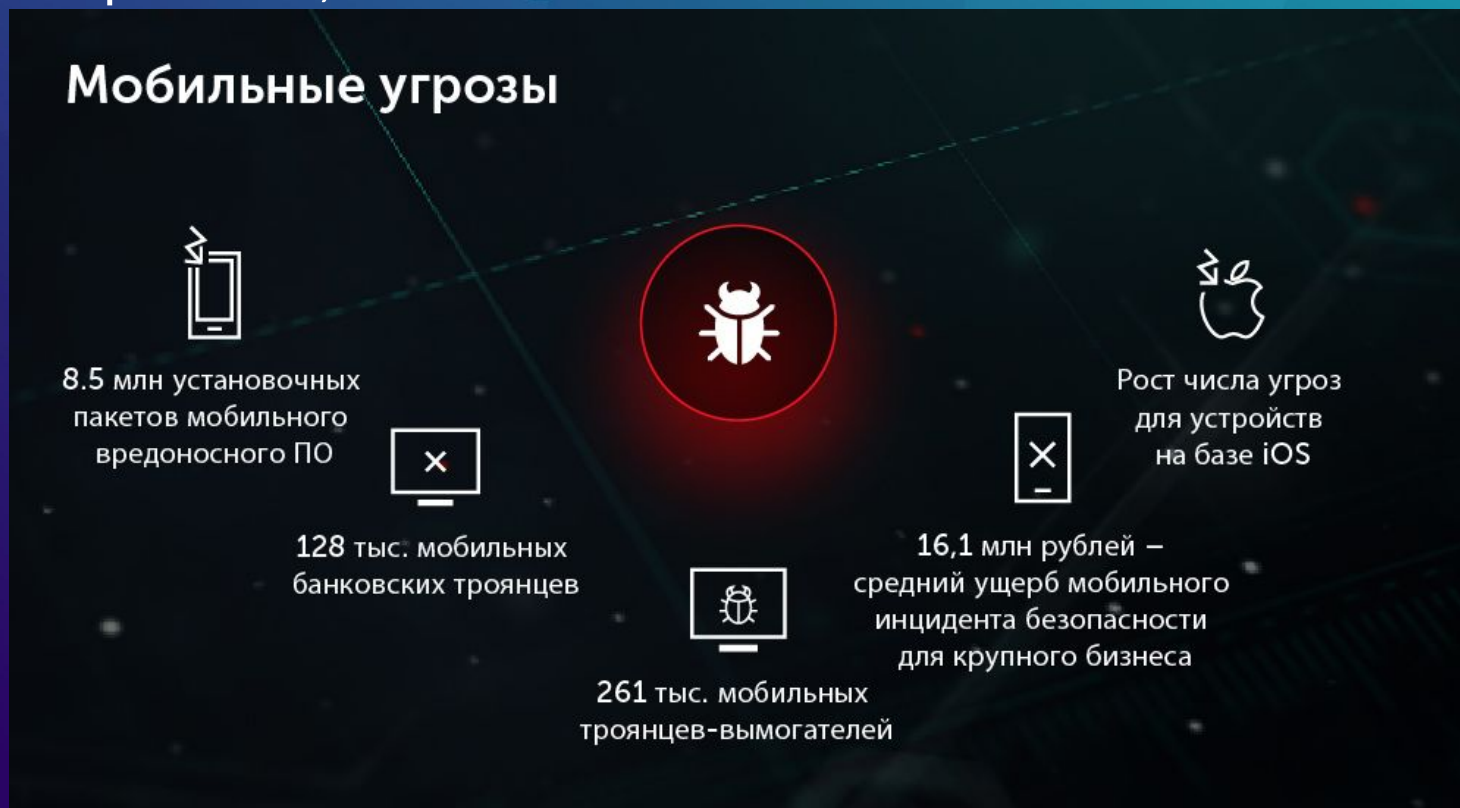 Мобильные угрозы
8.5 млн установочных
пакетов мобильного
вредоносного ПО
128 тыс. мобильных
банковских троянцев
261 тыс. мобильных
троянцев-вымогателей
16,1 млн рублей –
средний ущерб мобильного
инцидента безопасности
для крупного бизнеса
Рост числа угроз
для устройств
на базе iOS